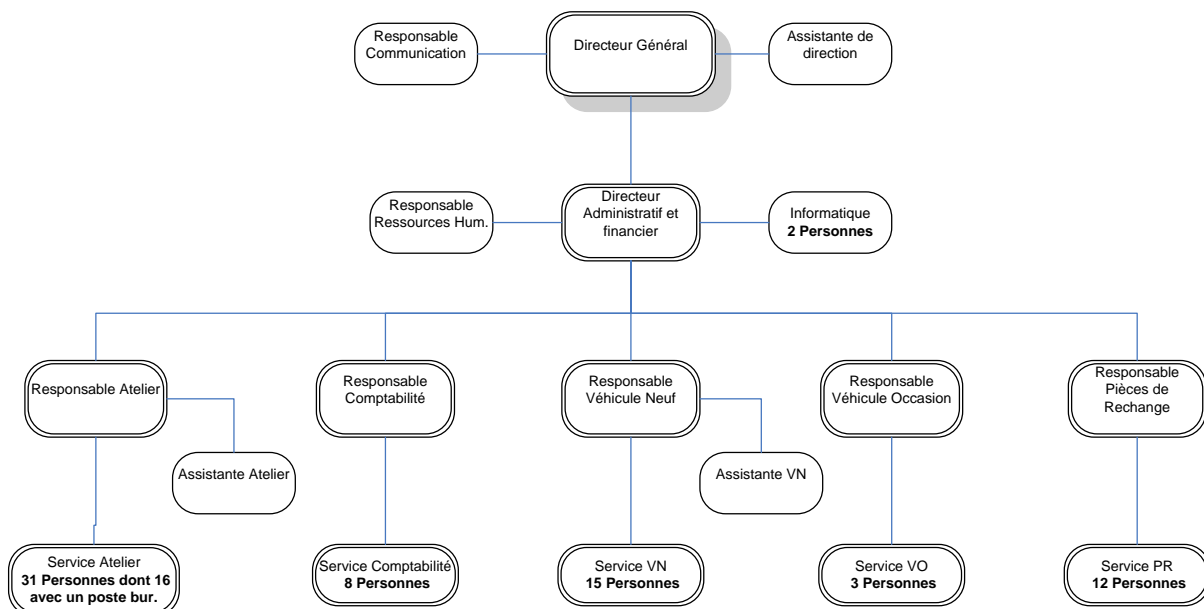 Responsable
Communication
Directeur Général
Assistante de
direction
Responsable
Ressources Hum.
Directeur
Administratif et
financier
Informatique
2 Personnes
Responsable Atelier
Responsable
Comptabilité
Responsable
Véhicule Neuf
Responsable
Véhicule Occasion
Responsable
Pièces de
Rechange
Assistante Atelier
Assistante VN
Service Atelier
31 Personnes dont 16
avec un poste bur.
Service Comptabilité
8 Personnes
Service VN
15 Personnes
Service VO
3 Personnes
Service PR
12 Personnes